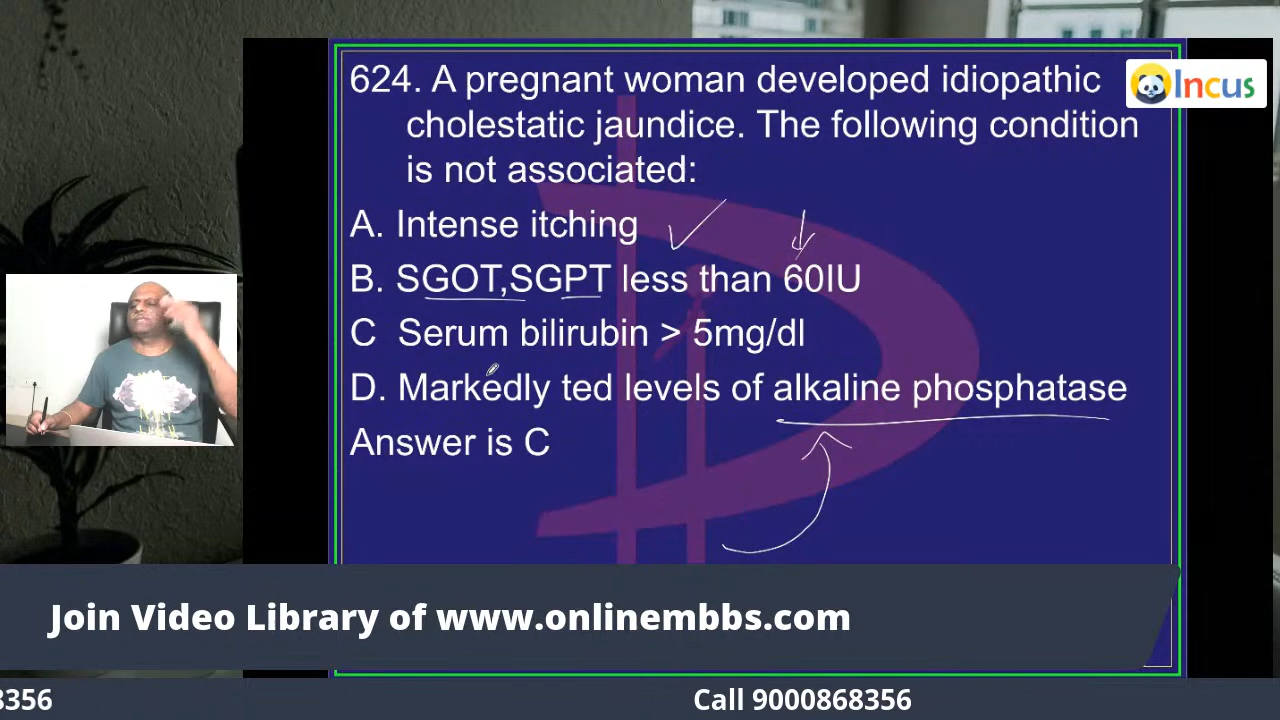 624. A pregnant woman developed idiopathic
cholestatic jaundice. The following condition
is not associated:
A. Intense itching
B. SGOT,SGPT less than 60IU
C Serum bilirubin > 5mg/dl
D. Markedly ted levels of alkaline phosphatase
Answer is C
Incus
Join Video Library of www.onlinembbs.com
8356
Call 9000868356